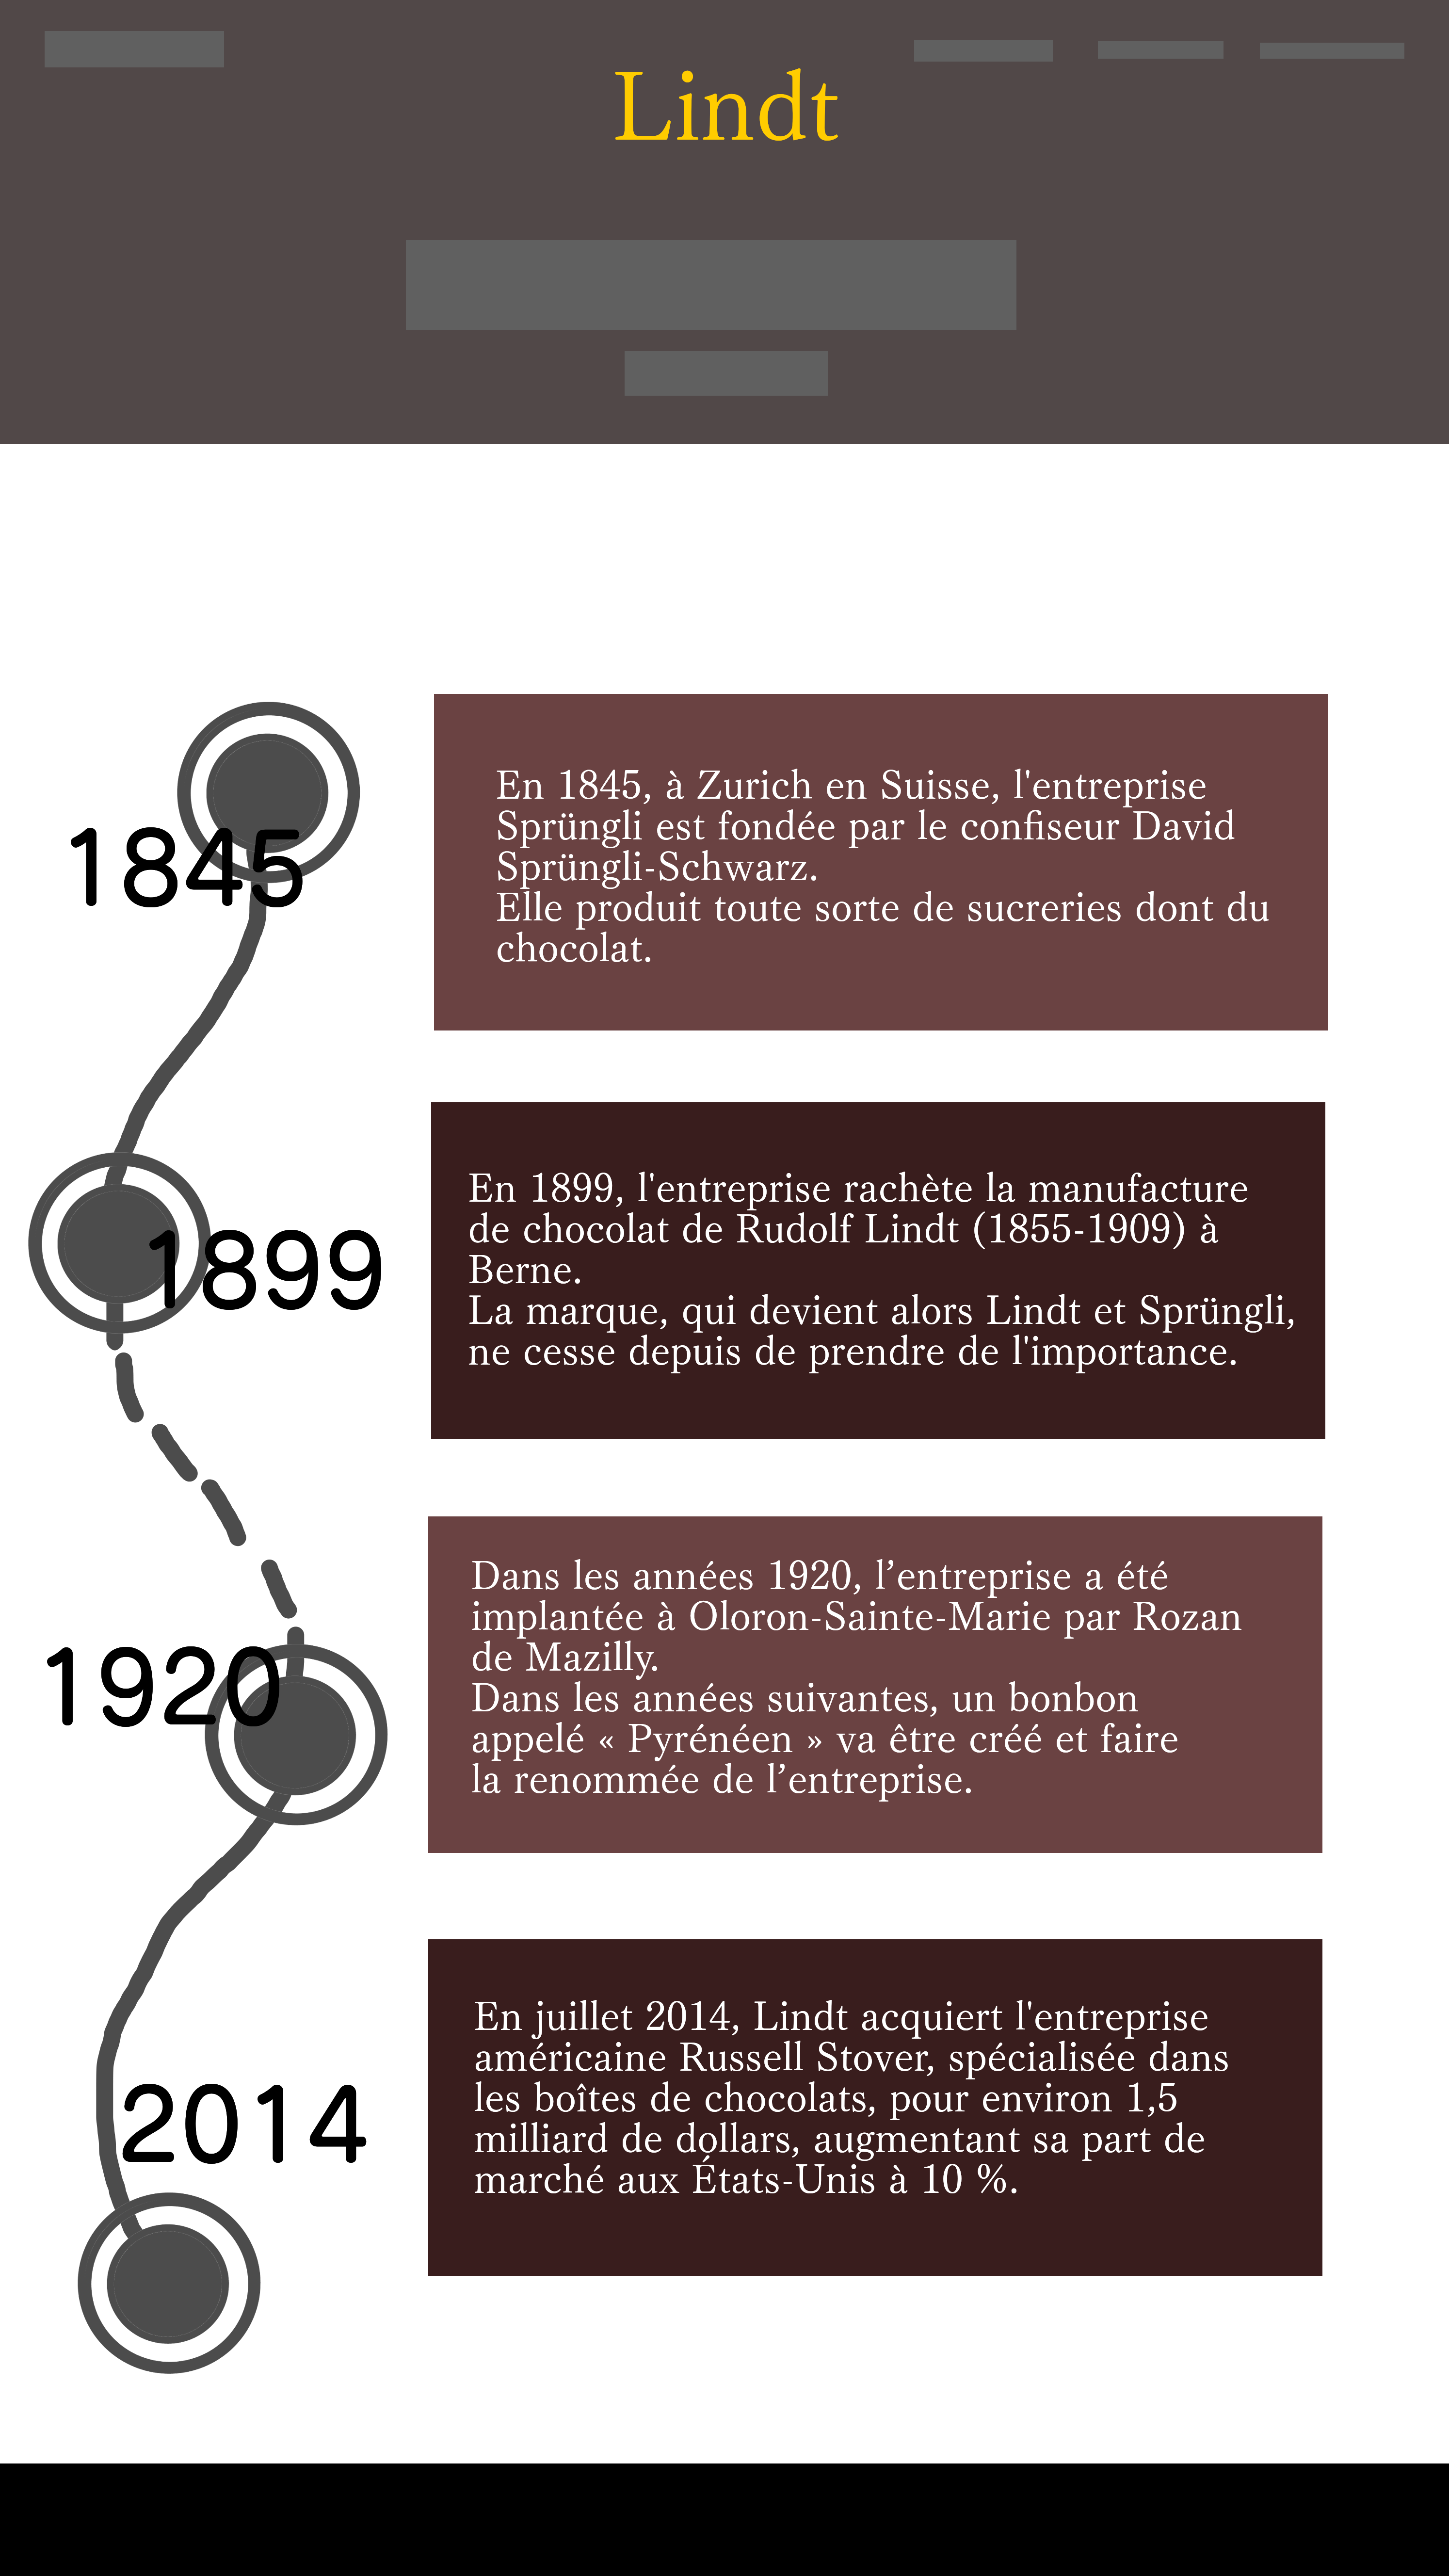 Lindt
1845
En 1845, à Zurich en Suisse, l'entreprise
Sprüngli est fondée par le confiseur David
Sprüngli-Schwarz.
Elle produit toute sorte de sucreries dont du
chocolat.
1899
En 1899, l'entreprise rachète la manufacture
de chocolat de Rudolf Lindt (1855-1909) à
Berne.
La marque, qui devient alors Lindt et Sprüngli,
ne cesse depuis de prendre de l'importance.
1920
Dans les années 1920, l’entreprise a été
implantée à Oloron-Sainte-Marie par Rozan
de Mazilly.
Dans les années suivantes, un bonbon
appelé « Pyrénéen » va être créé et faire
la renommée de l’entreprise.
2014
En juillet 2014, Lindt acquiert l'entreprise
américaine Russell Stover, spécialisée dans
les boîtes de chocolats, pour environ 1,5
milliard de dollars, augmentant sa part de
marché aux États-Unis à 10 %.